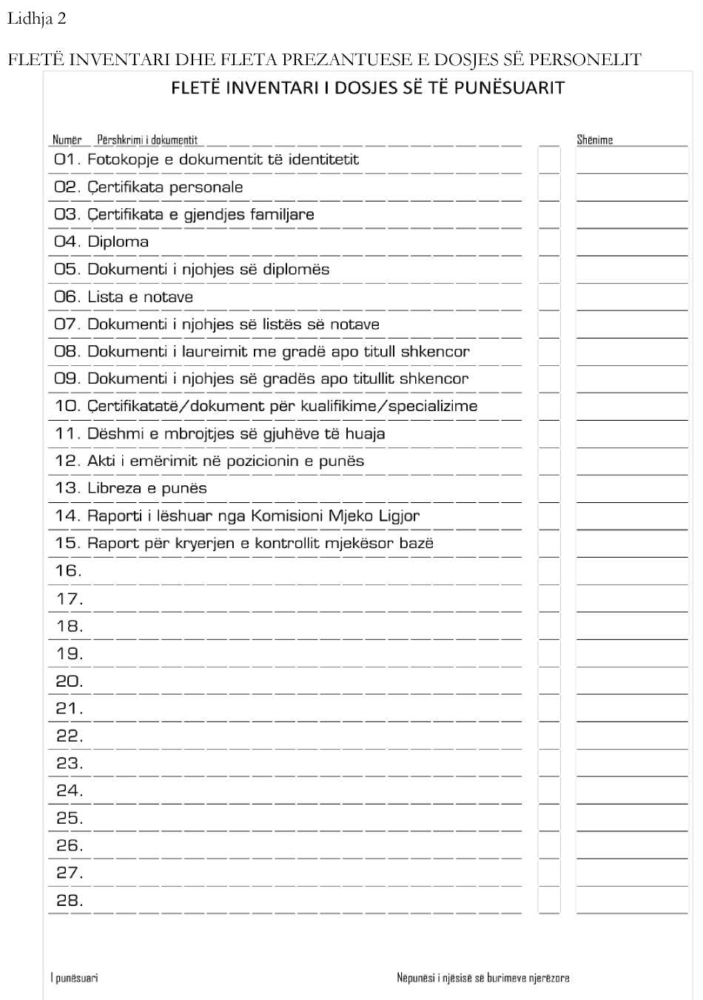 Lidhja 2
FLETË INVENTARI DHE FLETA PREZANTUESE E DOSJES SË PERSONELIT
FLETË INVENTARI I DOSJES SË TË PUNËSUARIT
Numër Përshkrimi i dokumentit Shënime
01. Fotokopje e dokumentit të identitetit
02. Çertifikata personale
03. Çertifikata e gjendjes familjare
04. Diploma
05. Dokumenti i njohjes së diplomës
06. Lista e notave
07. Dokumenti i njohjes së listës së notave
08. Dokumenti i laureimit me gradë apo titull shkencor
09. Dokumenti i njohjes së gradës apo titullit shkencor
10. Çertifikatatë/dokument për kualifikime/specializime
11. Dëshmi e mbrojtjes së gjuhëve të huaja
12. Akti i emërimit në pozicionin e punës
13. Libreza e punës
14. Raporti i lëshuar nga Komisioni Mjeko Ligjor
15. Raport për kryerjen e kontrollit mjekësor bazë
16.
17.
18.
19.
20.
21.
22.
23.
24.
25.
26.
27.
28.
I punësuari Nëpunësi i njësisë së burimeve njerëzore